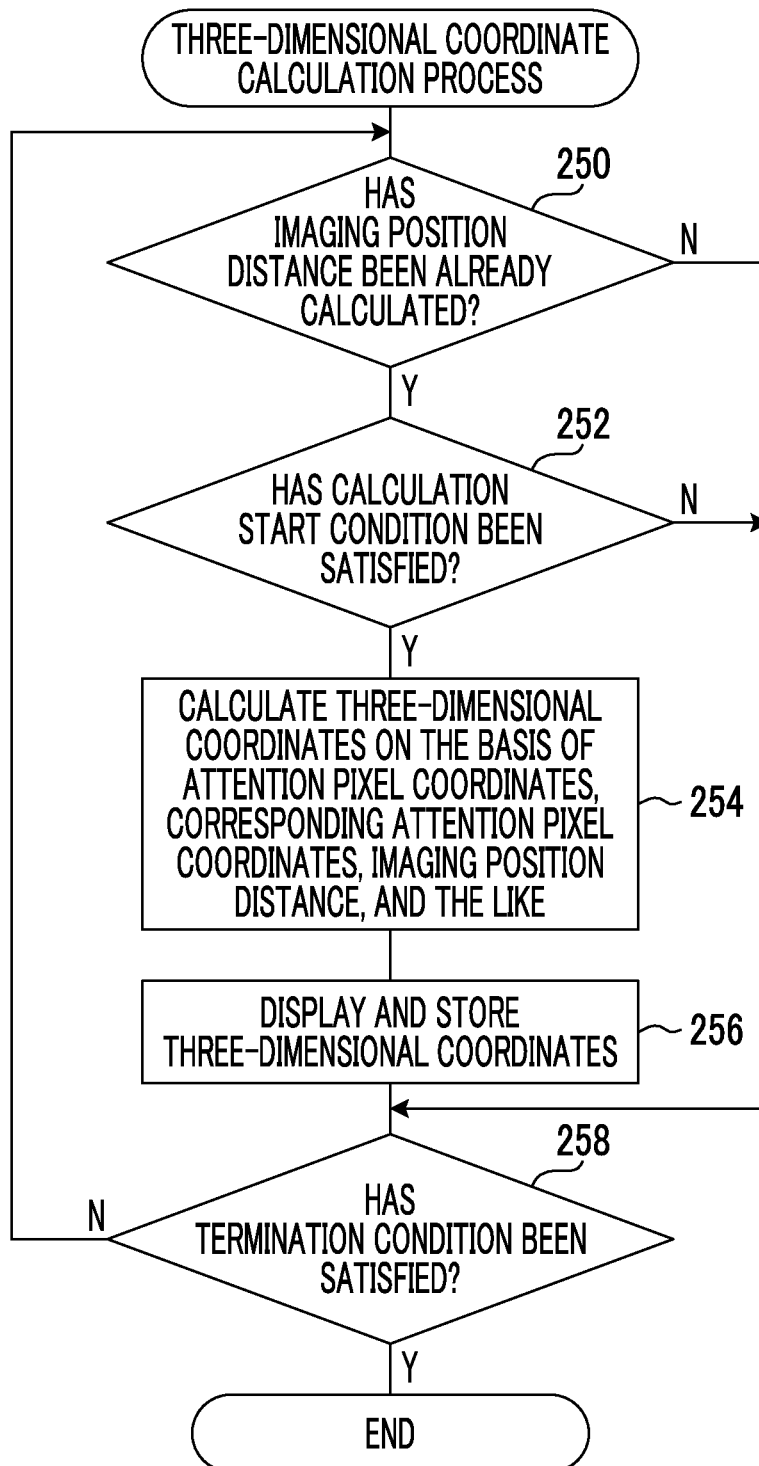 THREE-DIMENSIONAL COORDINATE
CALCULATION PROCESS
250
HAS
IMAGING POSITION
DISTANCE BEEN ALREADY
CALCULATED?
N
Y
252
HAS CALCULATION
START CONDITION BEEN
SATISFIED?
N
Y
CALCULATE THREE-DIMENSIONAL
COORDINATES ON THE BASIS OF
ATTENTION PIXEL COORDINATES,
CORRESPONDING ATTENTION PIXEL
COORDINATES, IMAGING POSITION
DISTANCE, AND THE LIKE
254
DISPLAY AND STORE
THREE-DIMENSIONAL COORDINATES
256
258
HAS
TERMINATION CONDITION BEEN
SATISFIED?
N
Y
END